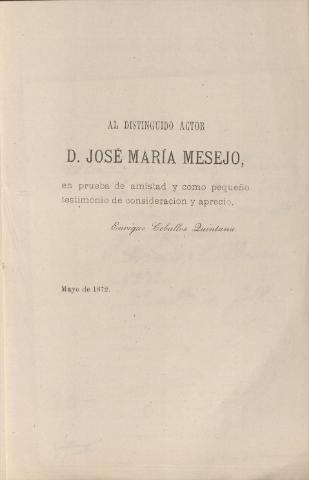 AL DISTINGUIDO ACTOR
D. JOSÉ MARÍA MESEJO,
en prueba de amistad y como pequeño
testimonio de consideracion y aprecio,
Enrique Ceballos Quintana
Mayo de 1872.